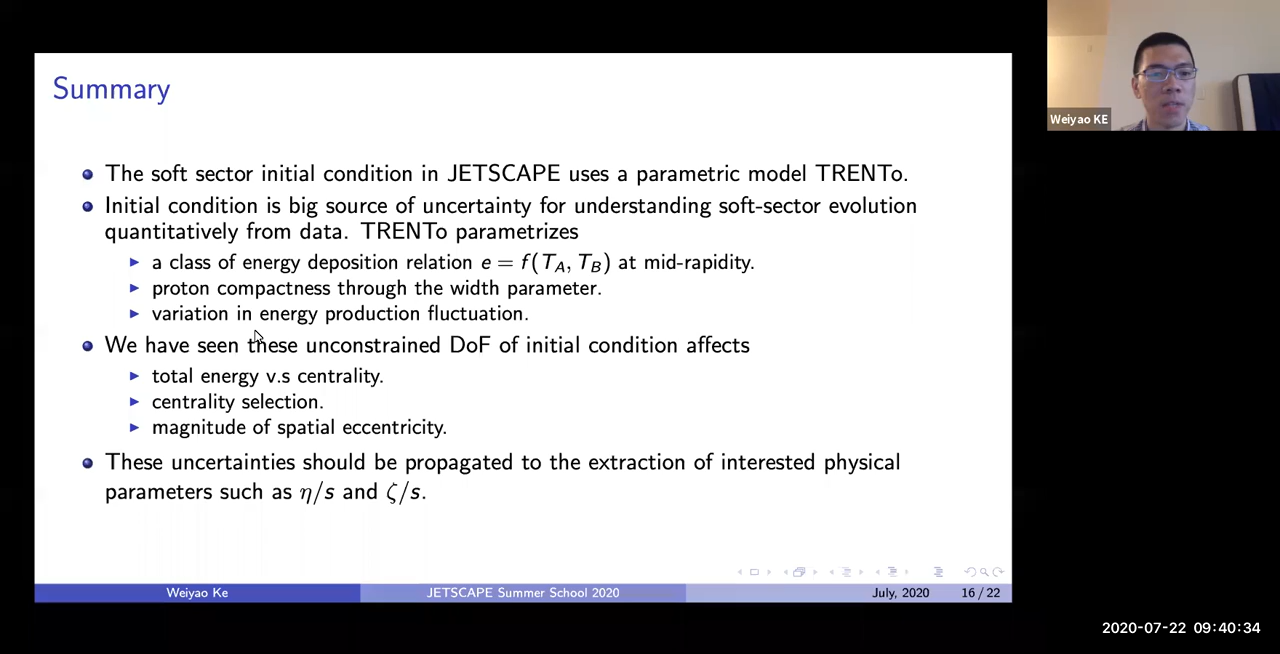 Summary
The soft sector initial condition in JETSCAPE uses a parametric model TRENTo.
Initial condition is big source of uncertainty for understanding soft-sector evolution
quantitatively from data. TRENTo parametrizes
a class of energy deposition relation e = f(T_A, T_B) at mid-rapidity.
proton compactness through the width parameter.
variation in energy production fluctuation.
We have seen these unconstrained DoF of initial condition affects
total energy v.s centrality.
centrality selection.
magnitude of spatial eccentricity.
These uncertainties should be propagated to the extraction of interested physical
parameters such as η/s and ζ/s.
Weiyao Ke
JETSCAPE Summer School 2020
July, 2020
16 / 22
Weiyao KE
2020-07-22 09:40:34